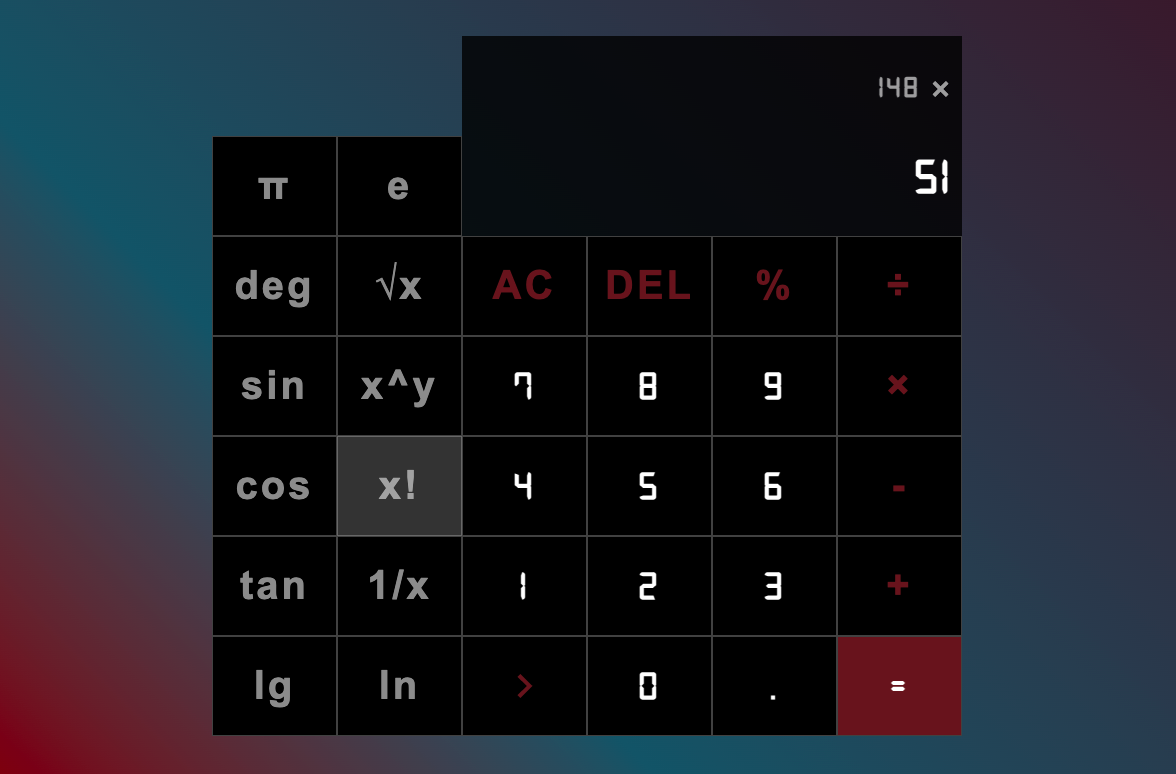 148 ×
51
π e
deg √x AC DEL % ÷
sin x^y 7 8 9 ×
cos x! 4 5 6 -
tan 1/x 1 2 3 +
lg ln > 0 . =